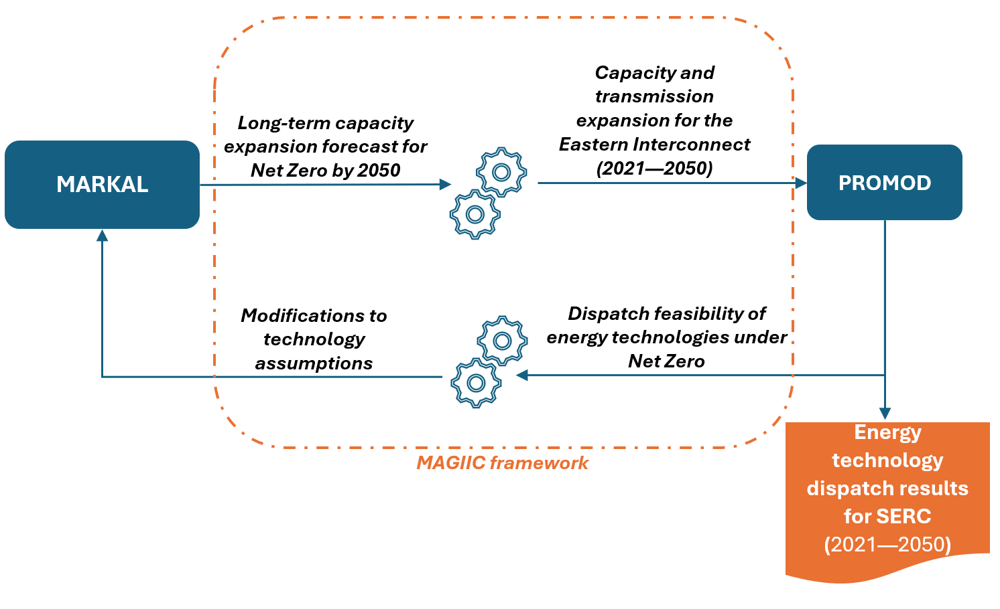 Long-term capacity
expansion forecast for
Net Zero by 2050
Capacity and
transmission
expansion for the
Eastern Interconnect
(2021—2050)
MARKAL
PROMOD
Modifications to
technology
assumptions
Dispatch feasibility of
energy technologies under
Net Zero
MAGIIC framework
Energy
technology
dispatch results
for SERC
(2021—2050)